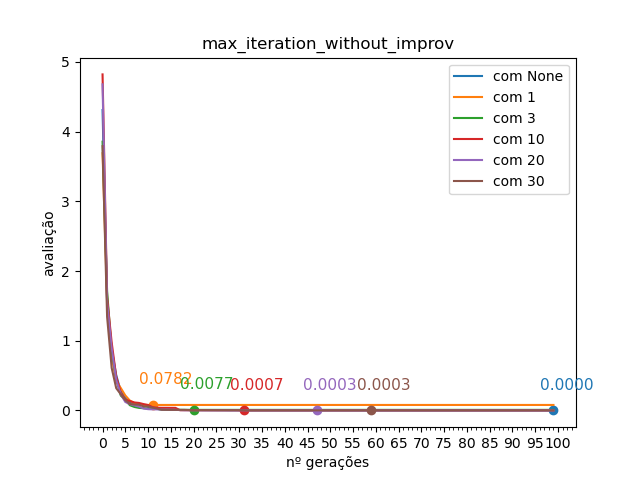 max_iteration_without_improv
5
4
3
2
1
0
avaliação
com None
com 1
com 3
com 10
com 20
com 30
0.0782
0.0077
0.0007
0.0003
0.0003
0.0000
0 5 10 15 20 25 30 35 40 45 50 55 60 65 70 75 80 85 90 95 100
nº gerações